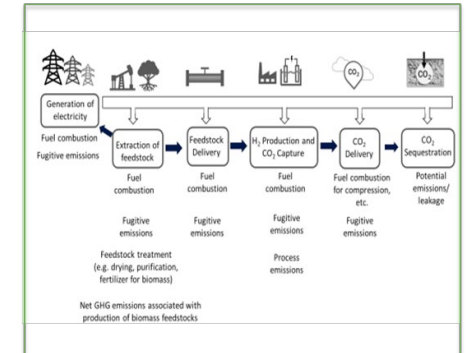 CO₂
CO₂
Generation of
electricity
Fuel combustion
Fugitive emissions
Extraction of
feedstock
Fuel
combustion
Fugitive
emissions
Feedstock treatment
(e.g. drying, purification,
fertilizer for biomass)
Net GHG emissions associated with
production of biomass feedstocks
Feedstock
Delivery
Fuel
combustion
Fugitive
emissions
H₂ Production and
CO₂ Capture
Fuel
combustion
Fugitive
emissions
Process
emissions
CO₂
Delivery
Fuel combustion
for compression,
etc.
Fugitive
emissions
CO₂
Sequestration
Potential
emissions/
leakage